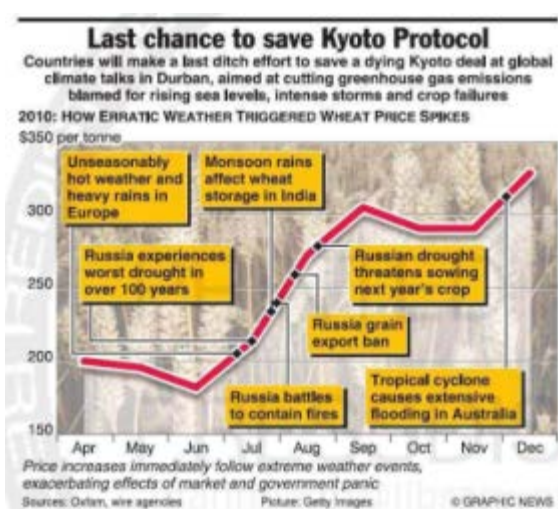 Last chance to save Kyoto Protocol
Countries will make a last ditch effort to save a dying Kyoto deal at global
climate talks in Durban, aimed at cutting greenhouse gas emissions
blamed for rising sea levels, intense storms and crop failures
2010: HOW ERRATIC WEATHER TRIGGERED WHEAT PRICE SPIKES
$350 per tonne
Unseasonably
hot weather and
heavy rains in
Europe
Monsoon rains
affect wheat
storage in India
300
Russia experiences
worst drought in
over 100 years
Russian drought
threatens sowing
next year's crop
250
Russia grain
export ban
200
Russia battles
to contain fires
Tropical cyclone
causes extensive
flooding in Australia
150
Apr May Jun Jul Aug Sep Oct Nov Dec
Price increases immediately follow extreme weather events,
exacerbating effects of market and government panic
Sources: Oxfam, wire agencies Picture: Getty Images © GRAPHIC NEWS